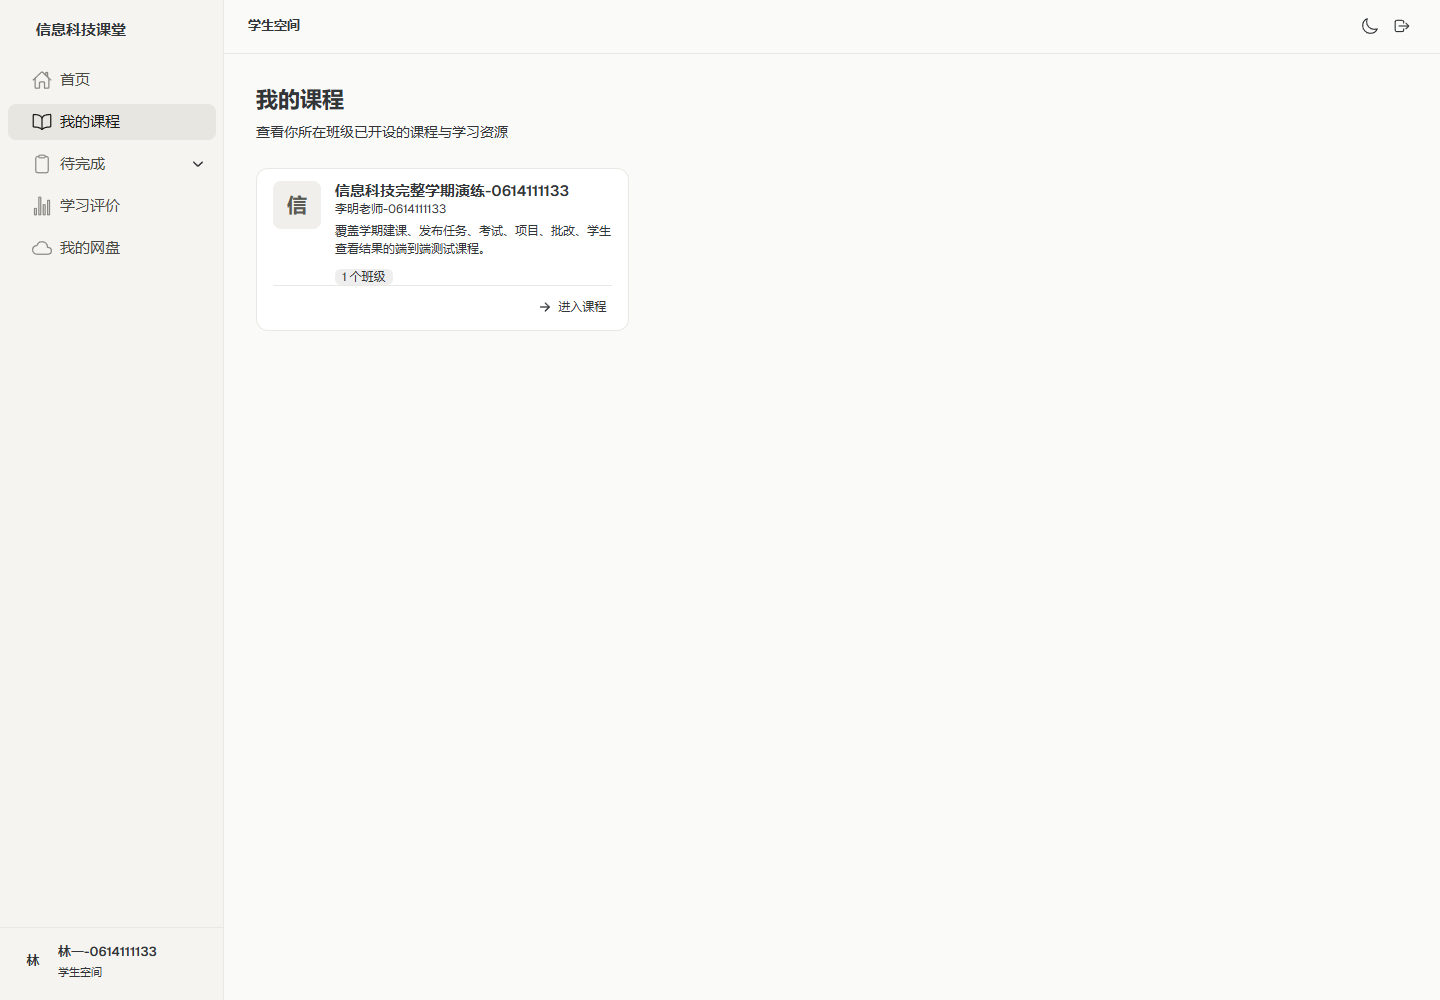 信息科技课堂
首页
我的课程
待完成
学习评价
我的网盘
林一-0614111133
林
学生空间
学生空间
我的课程
查看你所在班级已开设的课程与学习资源
信
信息科技完整学期演练-0614111133
李明老师-0614111133
覆盖学期建课、发布任务、考试、项目、批改、学生
查看结果的端到端测试课程。
1 个班级
进入课程